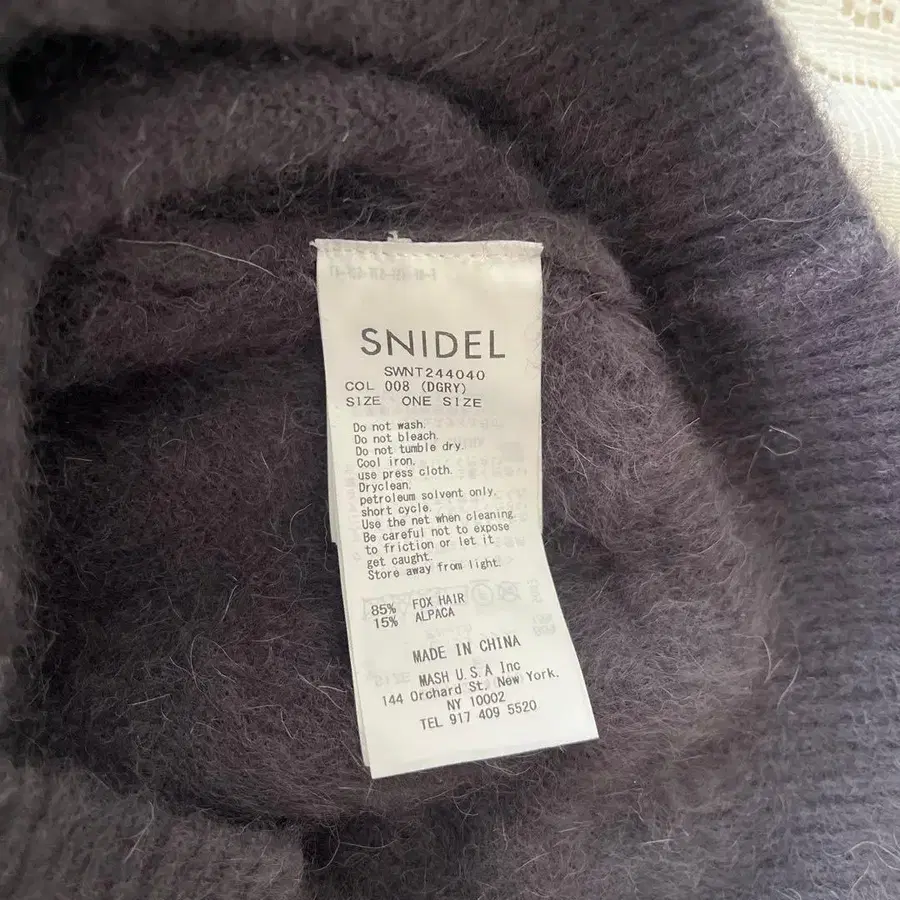 SNIDEL
SWNT244040
COL 008 (DGRY)
SIZE ONE SIZE
Do not wash.
Do not bleach.
Do not tumble dry.
Cool iron.
use press cloth.
Dryclean.
petroleum solvent only.
short cycle.
Use the net when cleaning.
Be careful not to expose
to friction or let it
get caught.
Store away from light.
85% FOX HAIR
15% ALPACA
MADE IN CHINA
MASH U.S.A Inc
144 Orchard St. New York.
NY 10002
TEL 917 409 5520